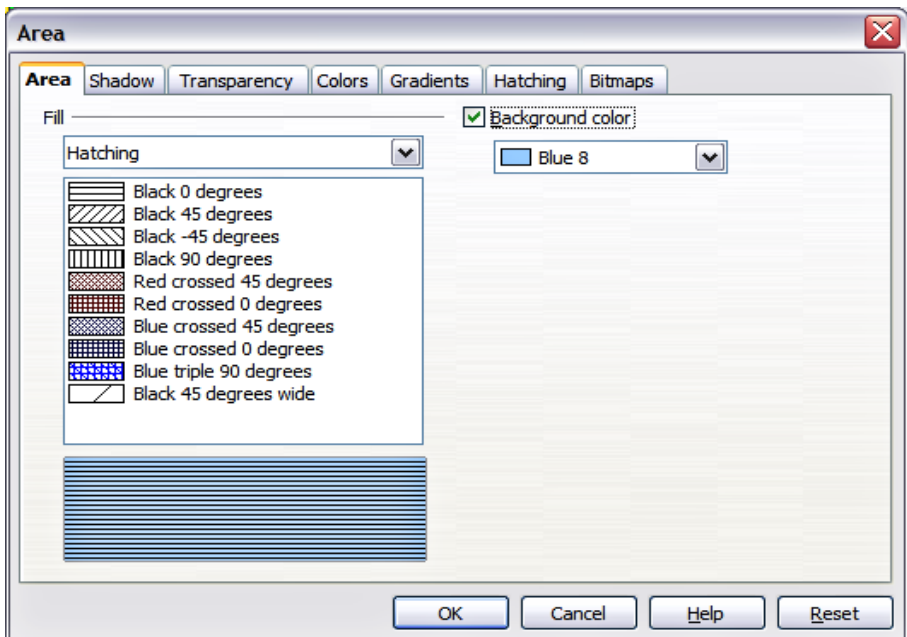 Area
Area Shadow Transparency Colors Gradients Hatching Bitmaps
Fill
Hatching
Black 0 degrees
Black 45 degrees
Black -45 degrees
Black 90 degrees
Red crossed 45 degrees
Red crossed 0 degrees
Blue crossed 45 degrees
Blue crossed 0 degrees
Blue triple 90 degrees
Black 45 degrees wide
Background color
Blue 8
OK Cancel Help Reset